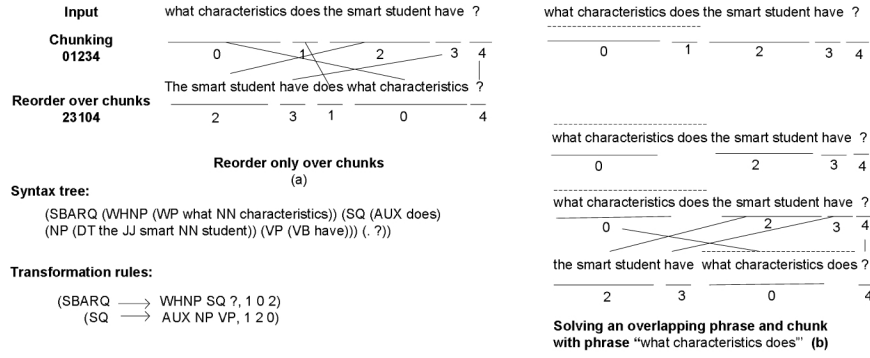 Input
what characteristics does the smart student have ?
Chunking
01234
0 1 2 3 4
The smart student have does what characteristics ?
Reorder over chunks
23104
2 3 1 0 4
Reorder only over chunks
(a)
Syntax tree:
(SBARQ (WHNP (WP what NN characteristics)) (SQ (AUX does)
(NP (DT the JJ smart NN student)) (VP (VB have))) (. ?))
Transformation rules:
(SBARQ → WHNP SQ ?, 1 0 2)
(SQ → AUX NP VP, 1 2 0)
what characteristics does the smart student have ?
0 1 2 3 4
what characteristics does the smart student have ?
0 2 3 4
what characteristics does the smart student have ?
0 2 3 4
the smart student have what characteristics does ?
2 3 0 4
Solving an overlapping phrase and chunk
with phrase “what characteristics does”' (b)